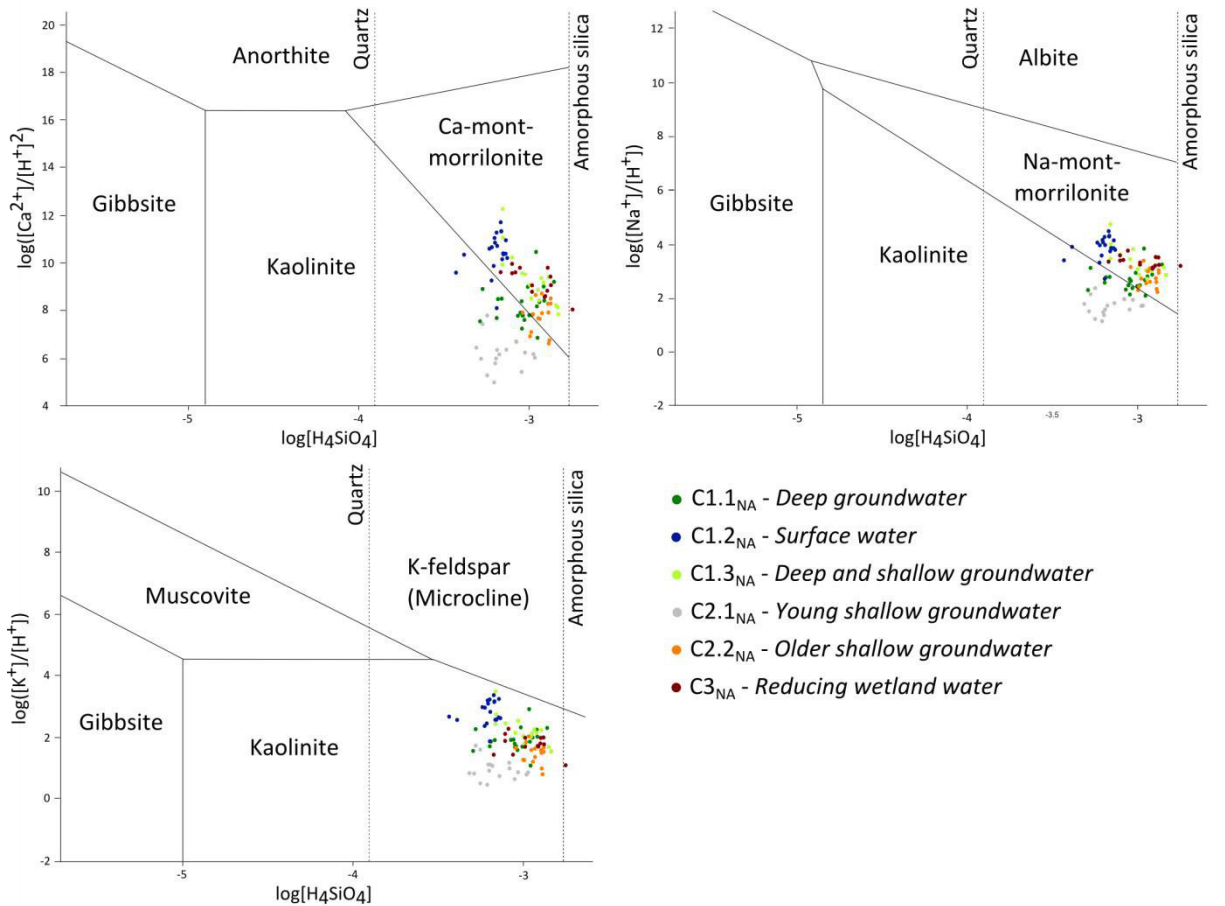 20
18
16
14
12
10
8
6
4
log([Ca2+]/[H+]2)
Anorthite
Quartz
Amorphous silica
Ca-mont-
morrilonite
Gibbsite
Kaolinite
-5
-4
-3
log[H4SiO4]
12
10
8
6
4
2
0
-2
log([Na+]/[H+])
Quartz
Albite
Amorphous silica
Na-mont-
morrilonite
Gibbsite
Kaolinite
-5
-4
-3.5
-3
log[H4SiO4]
10
8
6
4
2
0
-2
log([K+]/[H+])
Quartz
Amorphous silica
K-feldspar
(Microcline)
Muscovite
Gibbsite
Kaolinite
-5
-4
-3
log[H4SiO4]
C1.1NA - Deep groundwater
C1.2NA - Surface water
C1.3NA - Deep and shallow groundwater
C2.1NA - Young shallow groundwater
C2.2NA - Older shallow groundwater
C3NA - Reducing wetland water